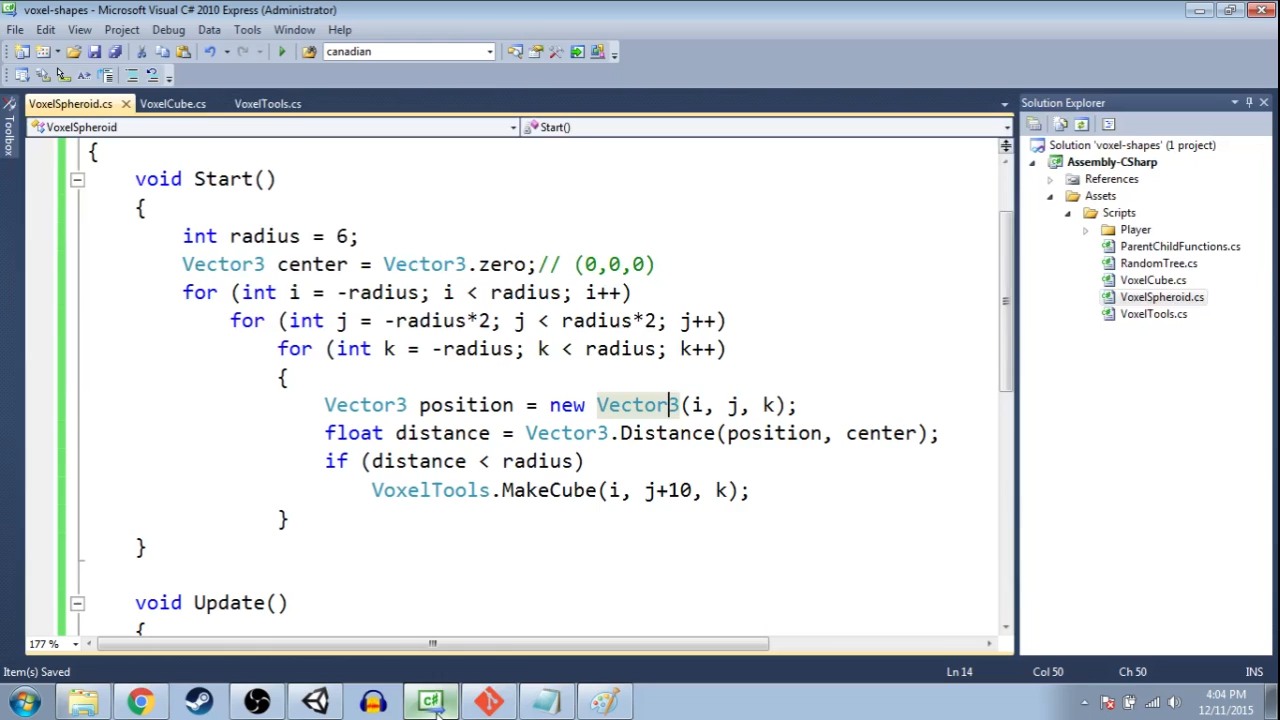 voxel-shapes - Microsoft Visual C# 2010 Express (Administrator)
File Edit View Project Debug Data Tools Window Help
canadian
VoxelSpheroid.cs VoxelCube.cs VoxelTools.cs
VoxelSpheroid Start()
{
void Start()
{
int radius = 6;
Vector3 center = Vector3.zero;// (0,0,0)
for (int i = -radius; i < radius; i++)
for (int j = -radius*2; j < radius*2; j++)
for (int k = -radius; k < radius; k++)
{
Vector3 position = new Vector3(i, j, k);
float distance = Vector3.Distance(position, center);
if (distance < radius)
VoxelTools.MakeCube(i, j+10, k);
}
}
void Update()
{
177 %
Toolbox
Solution Explorer
Solution 'voxel-shapes' (1 project)
Assembly-CSharp
References
Assets
Scripts
Player
ParentChildFunctions.cs
RandomTree.cs
VoxelCube.cs
VoxelSpheroid.cs
VoxelTools.cs
Item(s) Saved Ln 14 Col 50 Ch 50 INS
C#
4:04 PM
12/11/2015